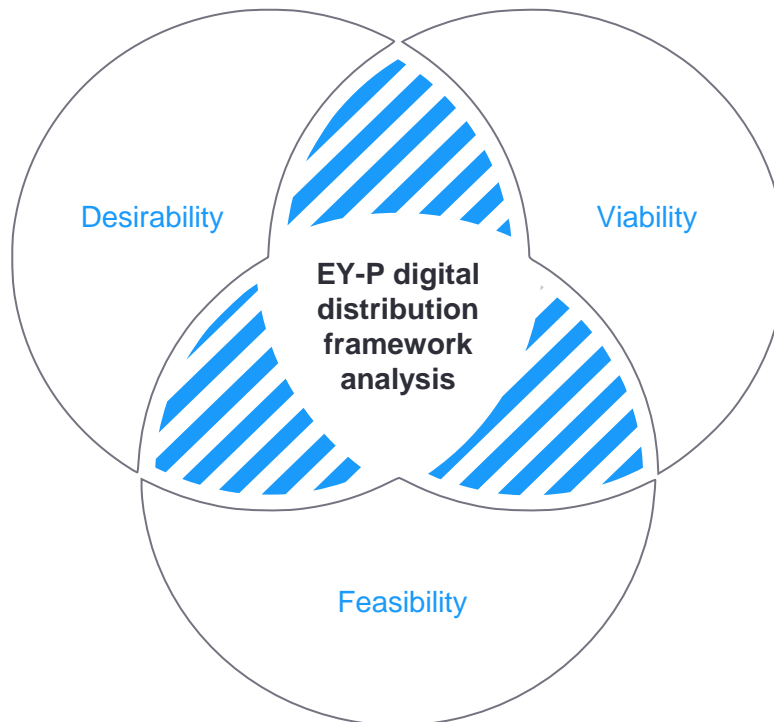 Desirability
Viability
EY-P digital
distribution
framework
analysis
Feasibility